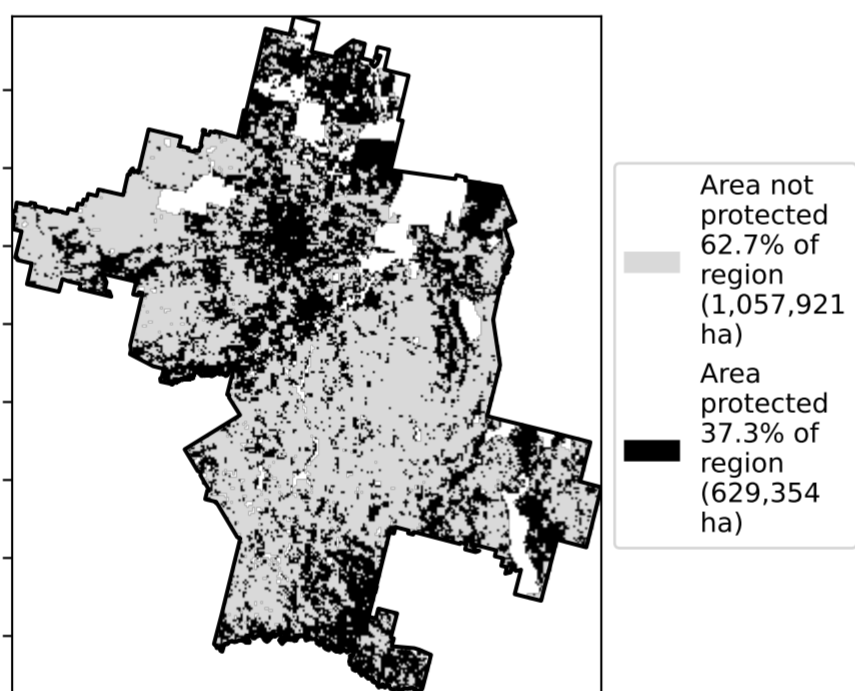 Area not
protected
62.7% of
region
(1,057,921
ha)
Area
protected
37.3% of
region
(629,354
ha)